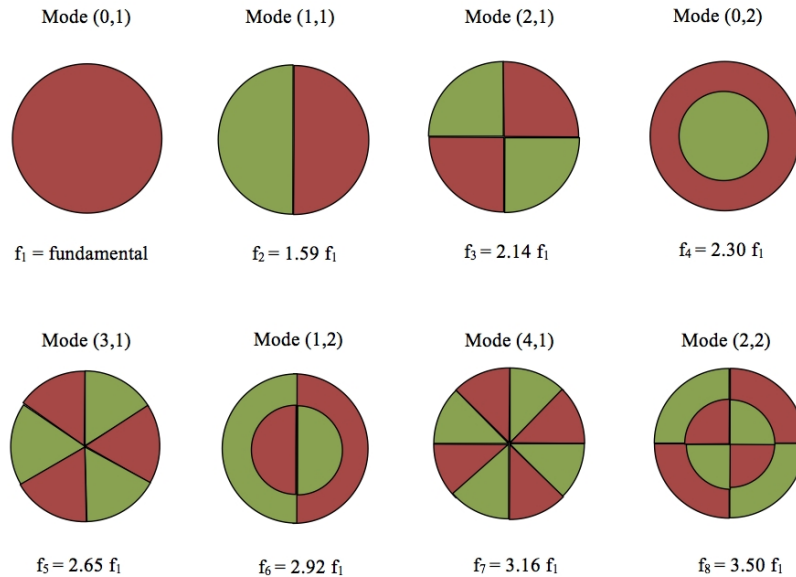 Mode (0,1) Mode (1,1) Mode (2,1) Mode (0,2)
f₁ = fundamental f₂ = 1.59 f₁ f₃ = 2.14 f₁ f₄ = 2.30 f₁
Mode (3,1) Mode (1,2) Mode (4,1) Mode (2,2)
f₅ = 2.65 f₁ f₆ = 2.92 f₁ f₇ = 3.16 f₁ f₈ = 3.50 f₁